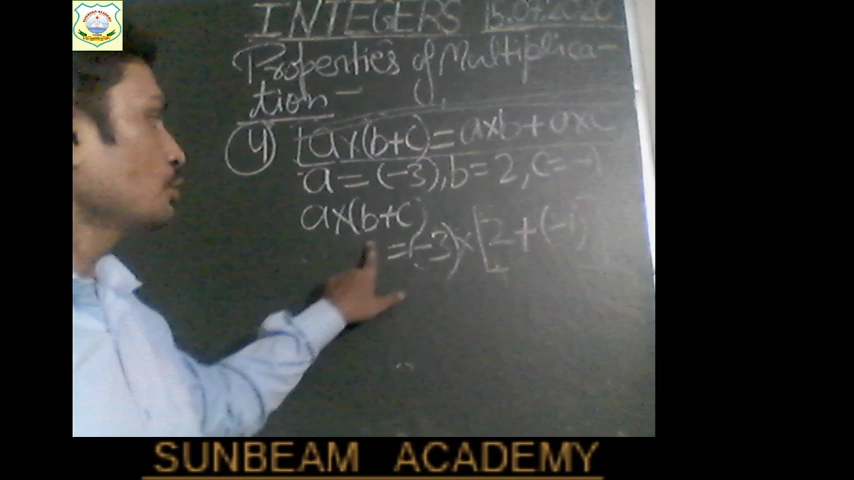 INTEGERS 15.07.2020
Properties of Multiplica-
tion -
4 a×(b+c) = a×b+a×c
a = (-3), b = 2, c = -1
a×(b+c)
= (-3)×[2+(-1)]
SUNBEAM ACADEMY